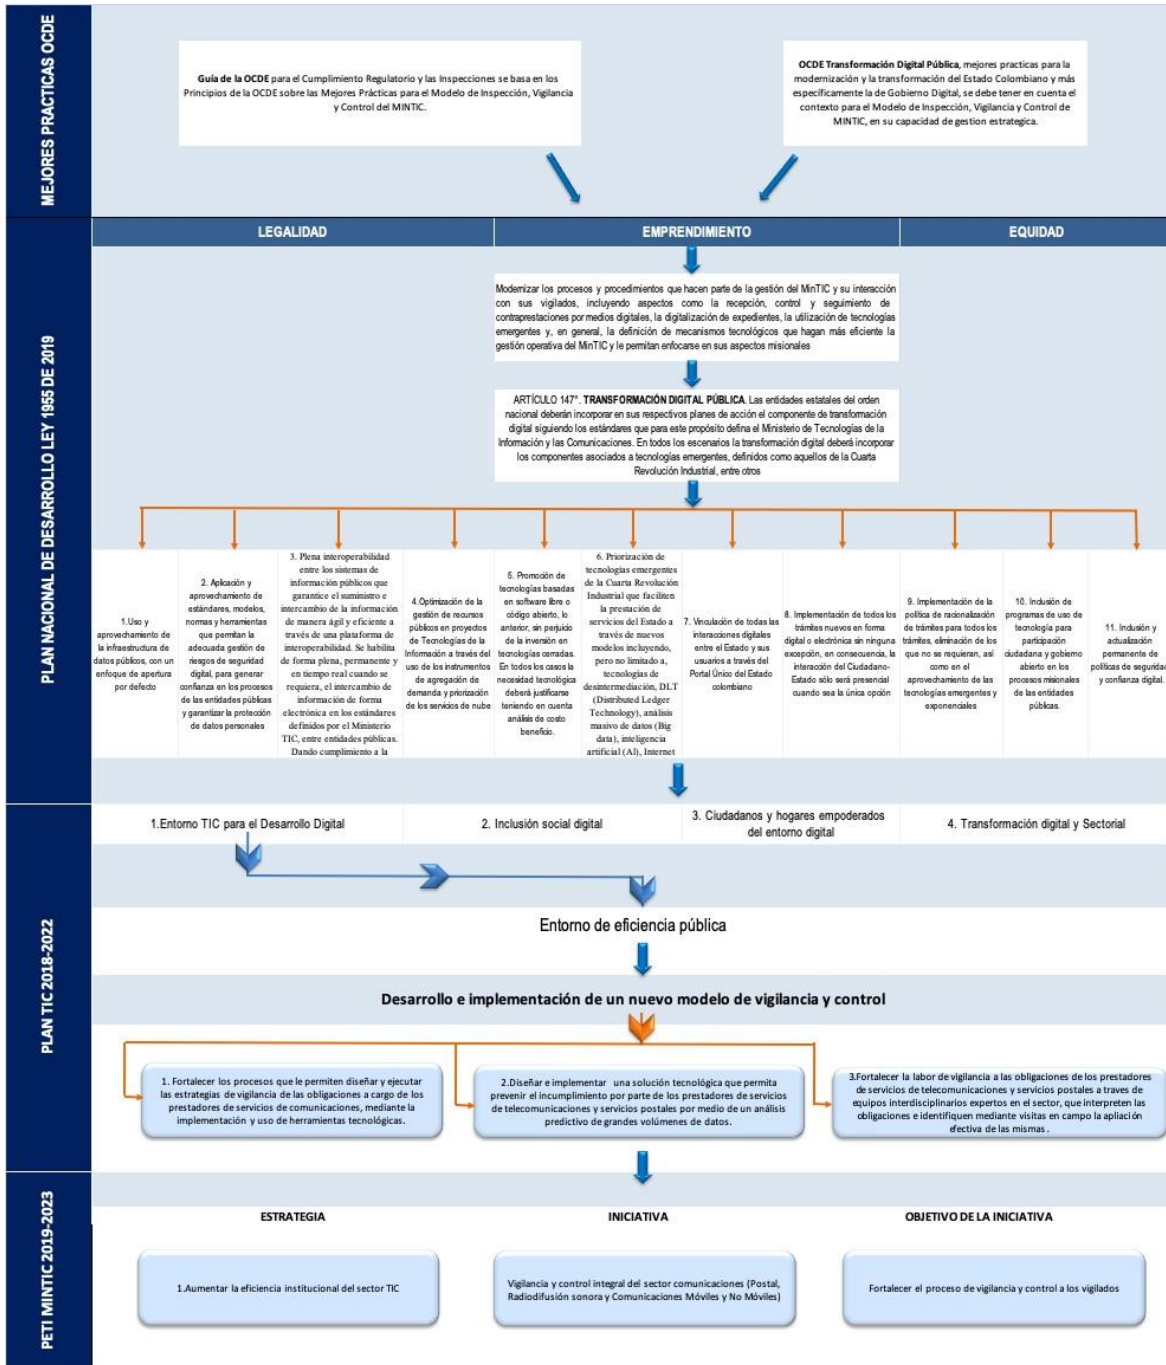 MEJORES PRACTICAS OCDE
Guía de la OCDE para el Cumplimiento Regulatorio y las Inspecciones se basa en los
Principios de la OCDE sobre las Mejores Prácticas para el Modelo de Inspección, Vigilancia
y Control del MINTIC.
OCDE Transformación Digital Pública, mejores practicas para la
modernización y la transformación del Estado Colombiano y más
específicamente la de Gobierno Digital, se debe tener en cuenta el
contexto para el Modelo de Inspección, Vigilancia y Control de
MINTIC, en su capacidad de gestion estrategica.
PLAN NACIONAL DE DESARROLLO LEY 1955 DE 2019
LEGALIDAD
EMPRENDIMIENTO
EQUIDAD
Modernizar los procesos y procedimientos que hacen parte de la gestión del MinTIC y su interacción
con sus vigilados, incluyendo aspectos como la recepción, control y seguimiento de
contraprestaciones por medios digitales, la digitalización de expedientes, la utilización de tecnologías
emergentes y, en general, la definición de mecanismos tecnológicos que hagan más eficiente la
gestión operativa del MinTIC y le permitan enfocarse en sus aspectos misionales
ARTÍCULO 147°. TRANSFORMACIÓN DIGITAL PÚBLICA. Las entidades estatales del orden
nacional deberán incorporar en sus respectivos planes de acción el componente de transformación
digital siguiendo los estándares que para este propósito defina el Ministerio de Tecnologías de la
Información y las Comunicaciones. En todos los escenarios la transformación digital deberá incorporar
los componentes asociados a tecnologías emergentes, definidos como aquellos de la Cuarta
Revolución Industrial, entre otros
1.Uso y
aprovechamiento de
la infraestructura de
datos públicos, con un
enfoque de apertura
por defecto
2. Aplicación y
aprovechamiento de
estándares, modelos,
normas y herramientas
que permitan la
adecuada gestión de
riesgos de seguridad
digital, para generar
confianza en los procesos
de las entidades públicas
y garantizar la protección
de datos personales
3. Plena interoperabilidad
entre los sistemas de
información públicos que
garantice el suministro e
intercambio de la información
de manera ágil y eficiente a
través de una plataforma de
interoperabilidad. Se habilita
de forma plena, permanente y
en tiempo real cuando se
requiera, el intercambio de
información de forma
electrónica en los estándares
definidos por el Ministerio
TIC, entre entidades públicas.
Dando cumplimiento a la
4.Optimización de la
gestión de recursos
públicos en proyectos
de Tecnologías de la
Información a través del
uso de los instrumentos
de agregación de
demanda y priorización
de los servicios de nube
5. Promoción de
tecnologías basadas
en software libre o
código abierto, lo
anterior, sin perjuicio
de la inversión en
tecnologías cerradas.
En todos los casos la
necesidad tecnológica
deberá justificarse
teniendo en cuenta
análisis de costo
beneficio.
6. Priorización de
tecnologías emergentes
de la Cuarta Revolución
Industrial que faciliten
la prestación de
servicios del Estado a
través de nuevos
modelos incluyendo,
pero no limitado a,
tecnologías de
desintermediación, DLT
(Distributed Ledger
Technology), análisis
masivo de datos (Big
data), inteligencia
artificial (AI), Internet
7. Vinculación de todas las
interacciones digitales
entre el Estado y sus
usuarios a través del
Portal Único del Estado
colombiano
8. Implementación de todos los
trámites nuevos en forma
digital o electrónica sin ninguna
excepción, en consecuencia, la
interacción del Ciudadano-
Estado sólo será presencial
cuando sea la única opción
9. Implementación de la
política de racionalización
de trámites para todos los
trámites, eliminación de los
que no se requieran, así
como en el
aprovechamiento de las
tecnologías emergentes y
exponenciales
10. Inclusión de
programas de uso de
tecnología para
participación
ciudadana y gobierno
abierto en los
procesos misionales
de las entidades
públicas.
11. Inclusión y
actualización
permanente de
políticas de seguridad
y confianza digital.
PLAN TIC 2018-2022
1.Entorno TIC para el Desarrollo Digital
2. Inclusión social digital
3. Ciudadanos y hogares empoderados
del entorno digital
4. Transformación digital y Sectorial
Entorno de eficiencia pública
Desarrollo e implementación de un nuevo modelo de vigilancia y control
1. Fortalecer los procesos que le permiten diseñar y ejecutar
las estrategias de vigilancia de las obligaciones a cargo de los
prestadores de servicios de comunicaciones, mediante la
implementación y uso de herramientas tecnológicas.
2.Diseñar e implementar una solución tecnológica que permita
prevenir el incumplimiento por parte de los prestadores de servicios
de telecomunicaciones y servicios postales por medio de un análisis
predictivo de grandes volúmenes de datos.
3.Fortalecer la labor de vigilancia a las obligaciones de los prestadores
de servicios de telecomunicaciones y servicios postales a traves de
equipos interdisciplinarios expertos en el sector, que interpreten las
obligaciones e identifiquen mediante visitas en campo la apliación
efectiva de las mismas .
PETI MINTIC 2019-2023
ESTRATEGIA
INICIATIVA
OBJETIVO DE LA INICIATIVA
1.Aumentar la eficiencia institucional del sector TIC
Vigilancia y control integral del sector comunicaciones (Postal,
Radiodifusión sonora y Comunicaciones Móviles y No Móviles)
Fortalecer el proceso de vigilancia y control a los vigilados